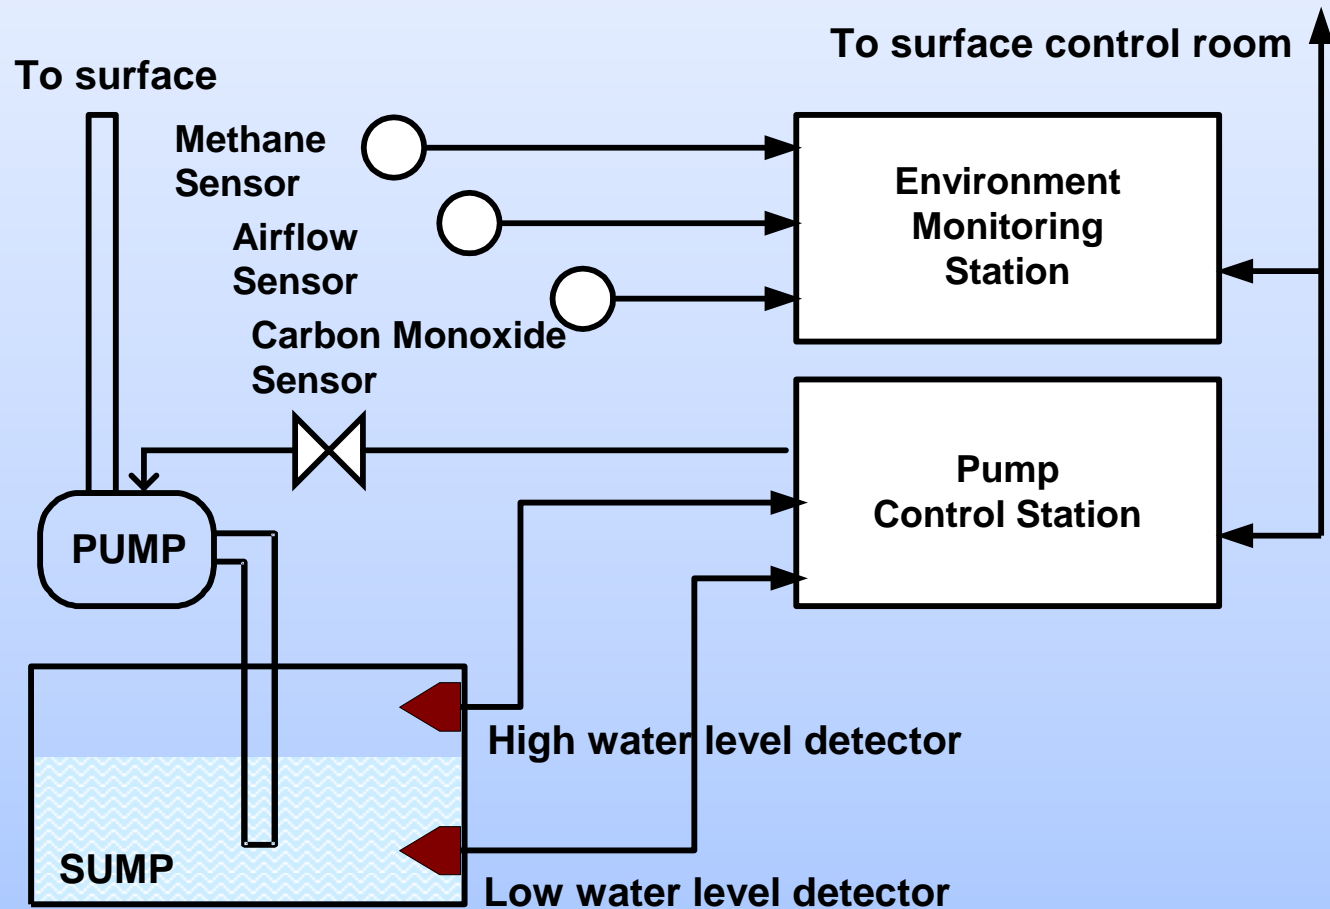 To surface control room
To surface
Methane
Sensor
Airflow
Sensor
Carbon Monoxide
Sensor
Environment
Monitoring
Station
Pump
Control Station
PUMP
High water level detector
SUMP
Low water level detector